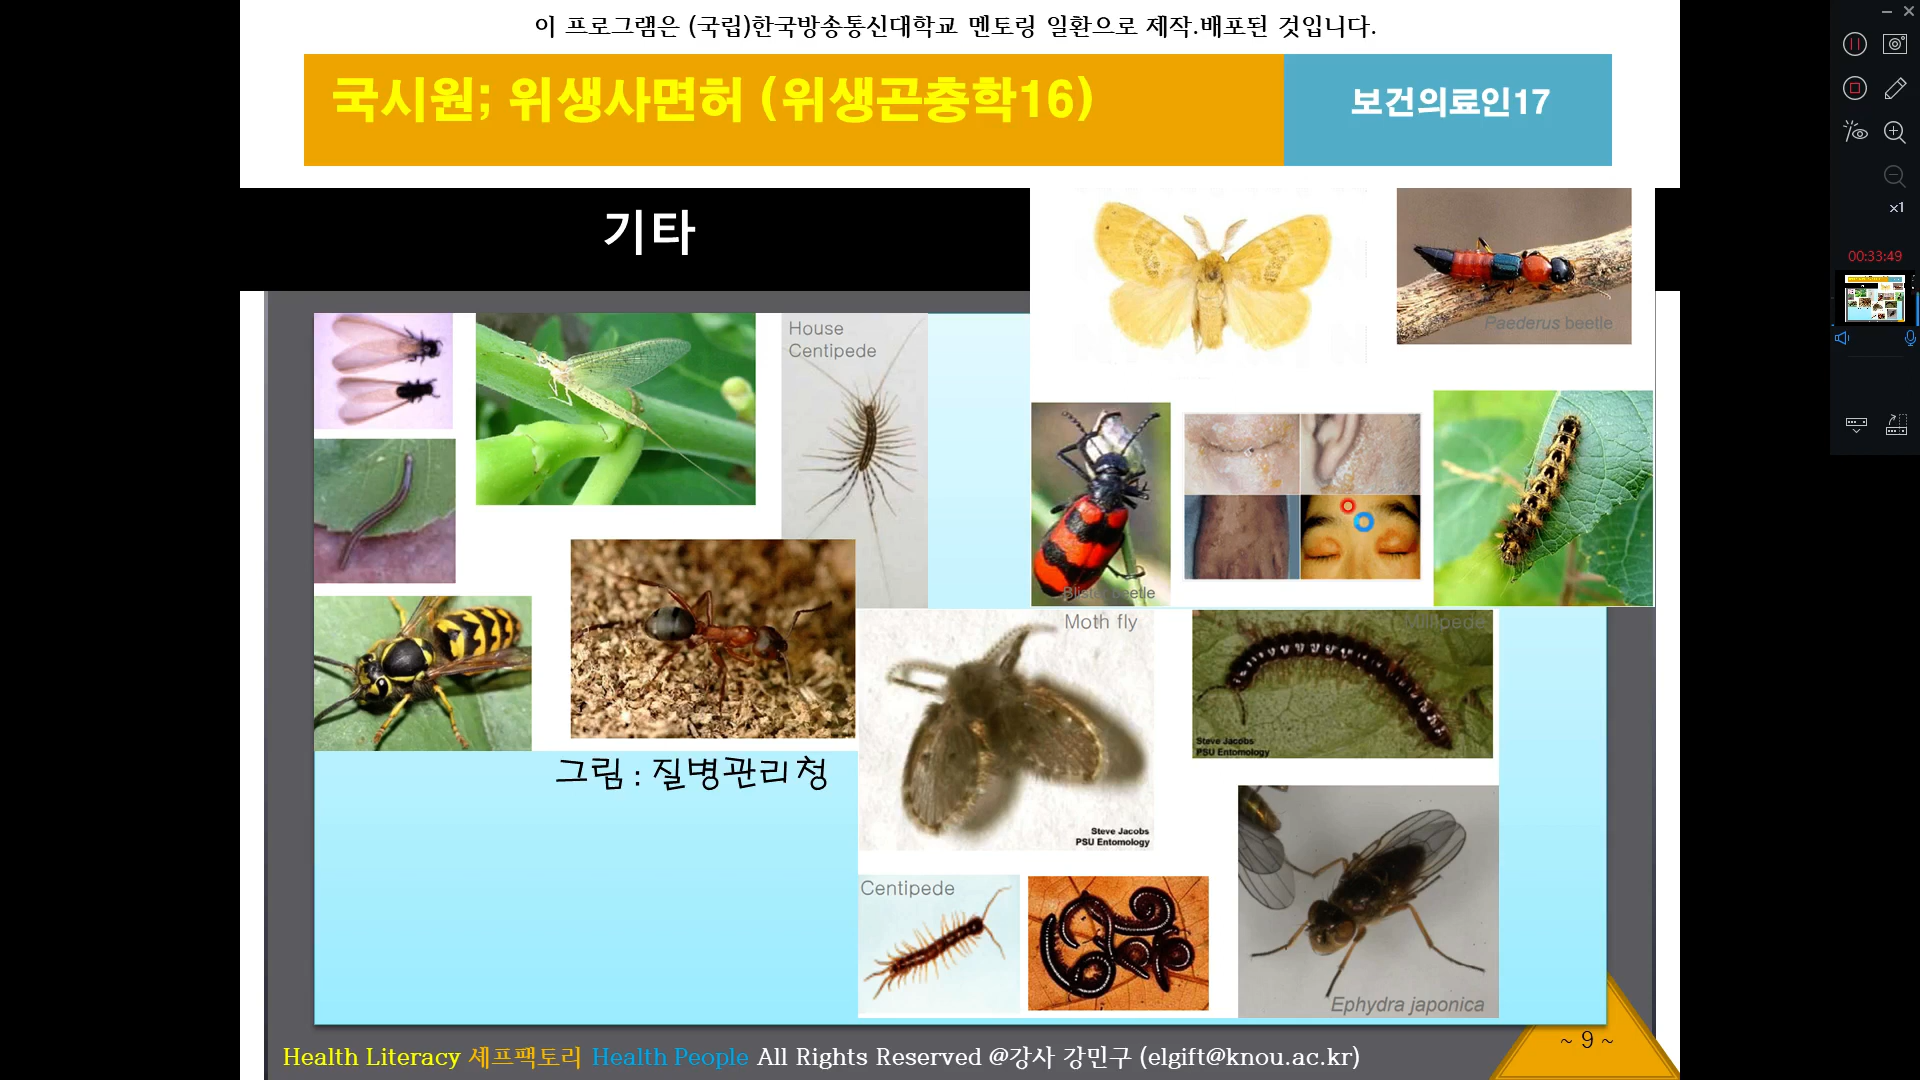 이 프로그램은 (국립)한국방송통신대학교 멘토링 일환으로 제작.배포된 것입니다.
국시원; 위생사면허 (위생곤충학16)
보건의료인17
x1
00:33:49
기타
Paederus beetle
House
Centipede
Blister beetle
Moth fly
Millipede
Steve Jacobs
PSU Entomology
그림 : 질병관리청
Steve Jacobs
PSU Entomology
Centipede
Ephydra japonica
~ 9 ~
Health Literacy 셰프팩토리 Health People All Rights Reserved @강사 강민구 (elgift@knou.ac.kr)